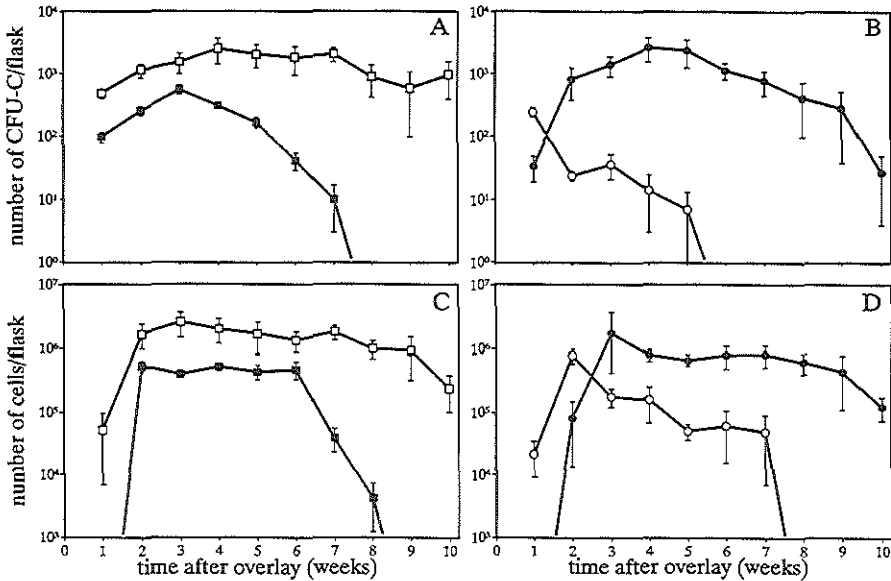 A
B
number of CFU-C/flask
10⁴
10³
10²
10¹
10⁰
10⁴
10³
10²
10¹
10⁰
C
D
number of cells/flask
10⁷
10⁶
10⁵
10⁴
10³
10⁷
10⁶
10⁵
10⁴
10³
0 1 2 3 4 5 6 7 8 9 10
0 1 2 3 4 5 6 7 8 9 10
time after overlay (weeks)
time after overlay (weeks)